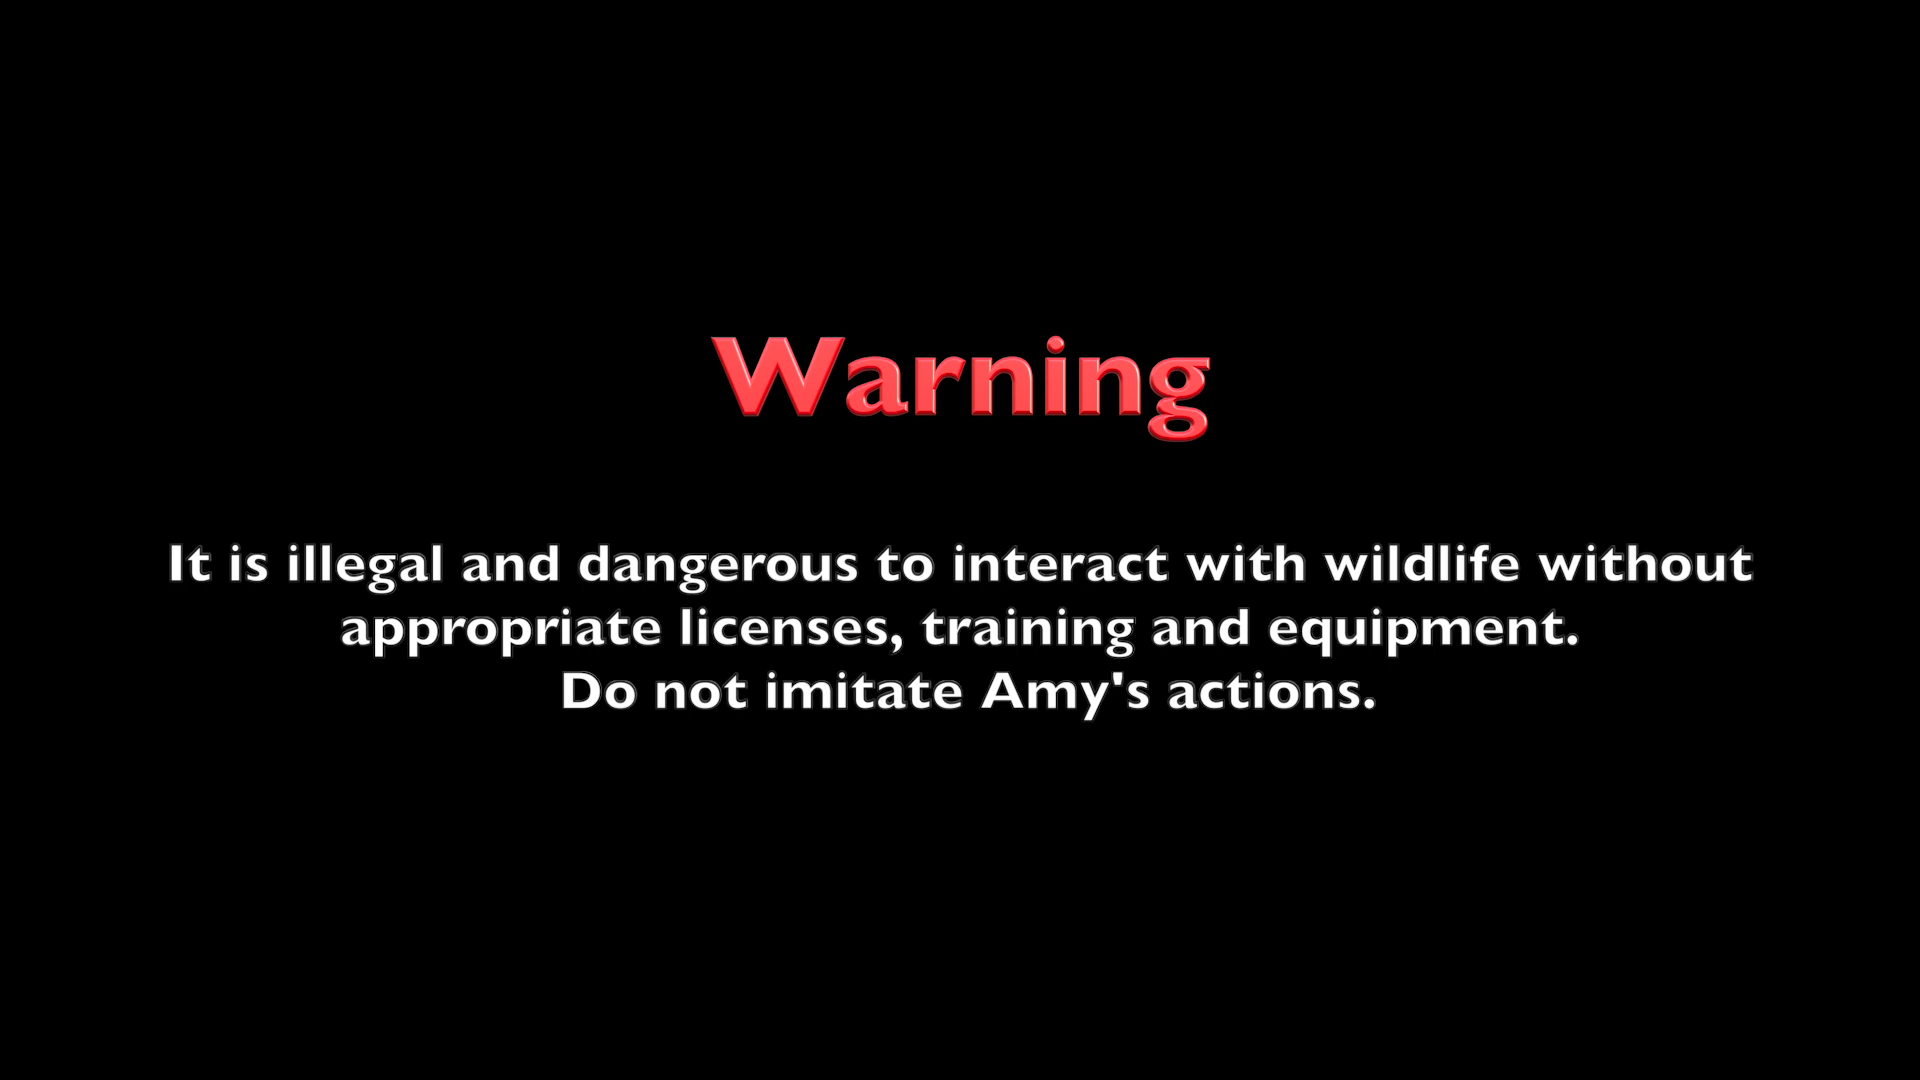 Warning
It is illegal and dangerous to interact with wildlife without
appropriate licenses, training and equipment.
Do not imitate Amy's actions.